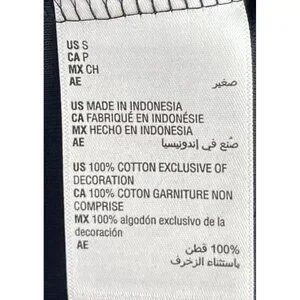 US S
CA P
MX CH
AE صغير
US MADE IN INDONESIA
CA FABRIQUÉ EN INDONÉSIE
MX HECHO EN INDONESIA
AE صُنع في إندونيسيا
US 100% COTTON EXCLUSIVE OF
DECORATION
CA 100% COTON GARNITURE NON
COMPRISE
MX 100% algodón exclusivo de la
decoración
AE 100% قطن
باستثناء الزخرف